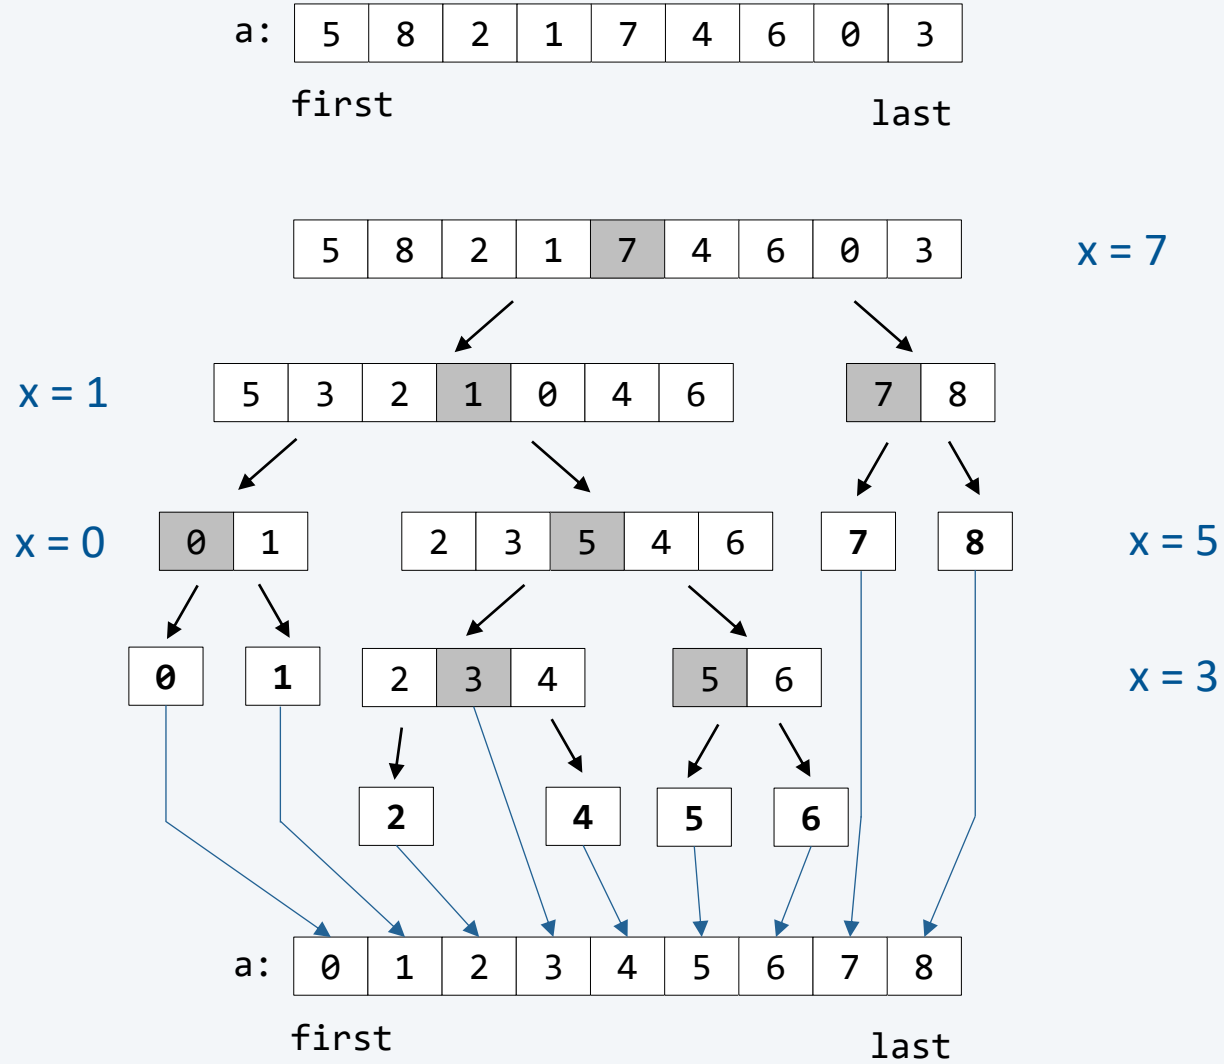 a: 5 8 2 1 7 4 6 0 3
first last
5 8 2 1 7 4 6 0 3 x = 7
x = 1 5 3 2 1 0 4 6 7 8
x = 0 0 1 2 3 5 4 6 7 8 x = 5
0 1 2 3 4 5 6 x = 3
2 4 5 6
a: 0 1 2 3 4 5 6 7 8
first last